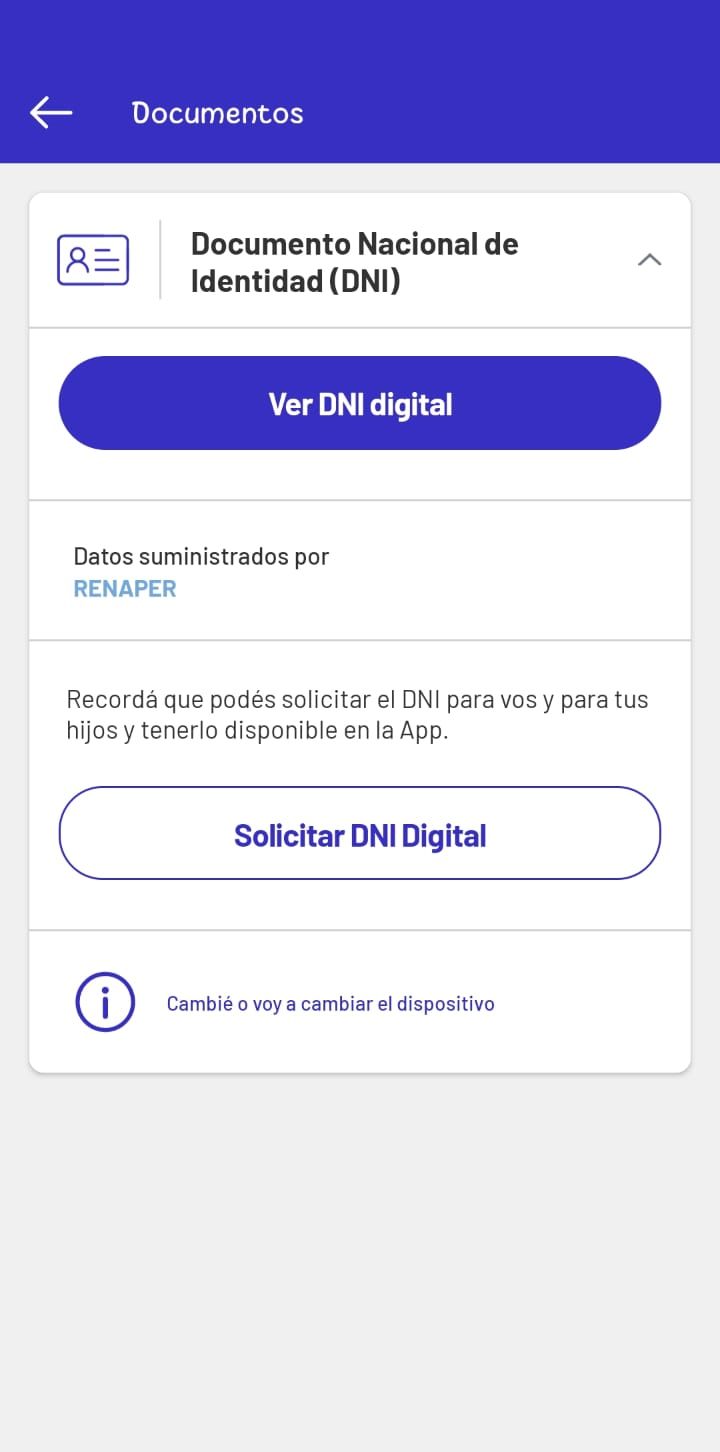 Documentos
Documento Nacional de
Identidad (DNI)
Ver DNI digital
Datos suministrados por
RENAPER
Recordá que podés solicitar el DNI para vos y para tus
hijos y tenerlo disponible en la App.
Solicitar DNI Digital
Cambié o voy a cambiar el dispositivo